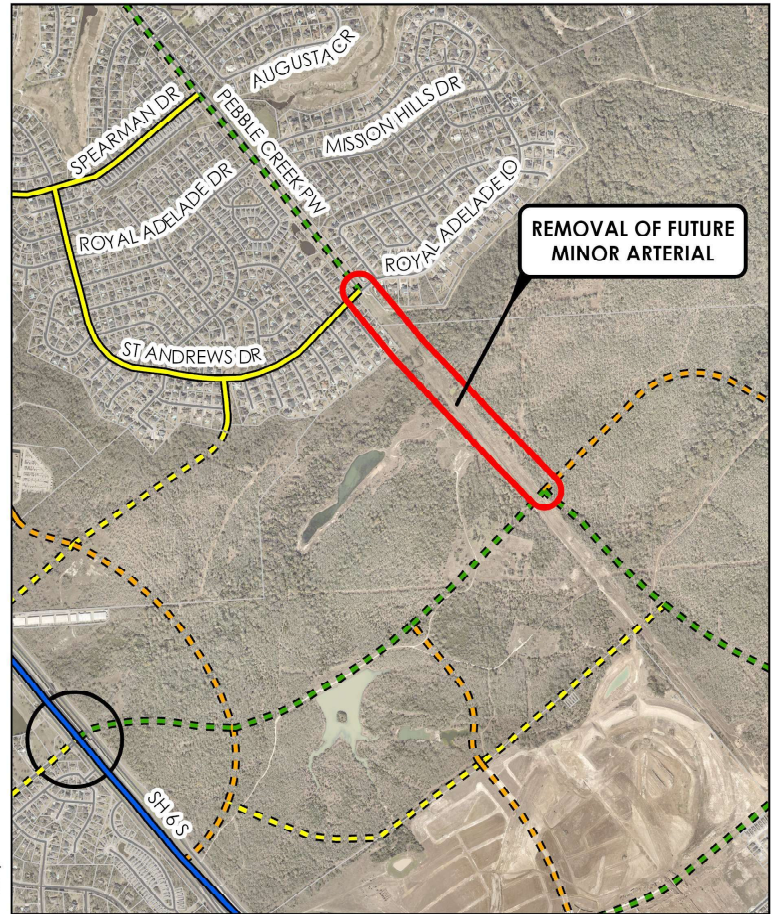 AUGUSTA CR
SPEARMAN DR
PEBBLE CREEK PW
MISSION HILLS DR
ROYAL ADELADE DR
ROYAL ADELADE LO
REMOVAL OF FUTURE
MINOR ARTERIAL
ST ANDREWS DR
SH 6 S